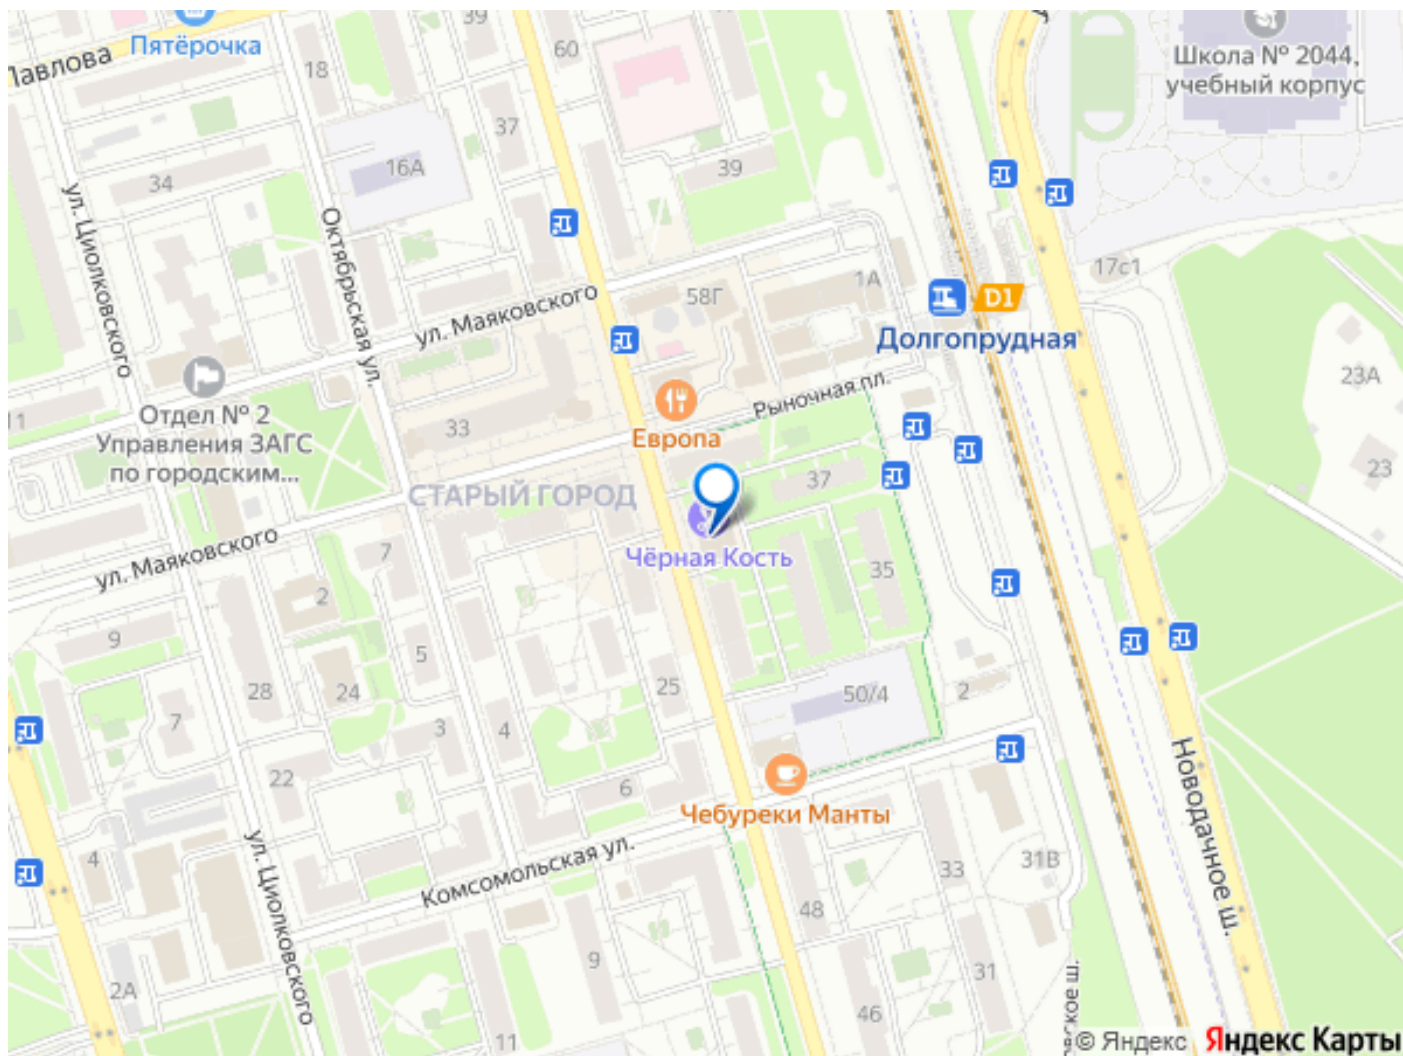 39
Пятёрочка
Павлова
60
18
Школа № 2044,
учебный корпус
37
16А
39
34
ул. Циолковского
Октябрьская ул.
17с1
1А
58Г
D1
ул. Маяковского
Долгопрудная
23А
Рыночная пл.
Отдел № 2
Управления ЗАГС
по городским...
11
33
Европа
23
37
СТАРЫЙ ГОРОД
ул. Маяковского
7
Чёрная Кость
35
2
9
5
28
24
25
50/4
2
7
3
4
22
6
Чебуреки Манты
Новодачное ш.
ул. Циолковского
Комсомольская ул.
4
33
31В
48
9
31
2А
46
11
© Яндекс
Яндекс Карты